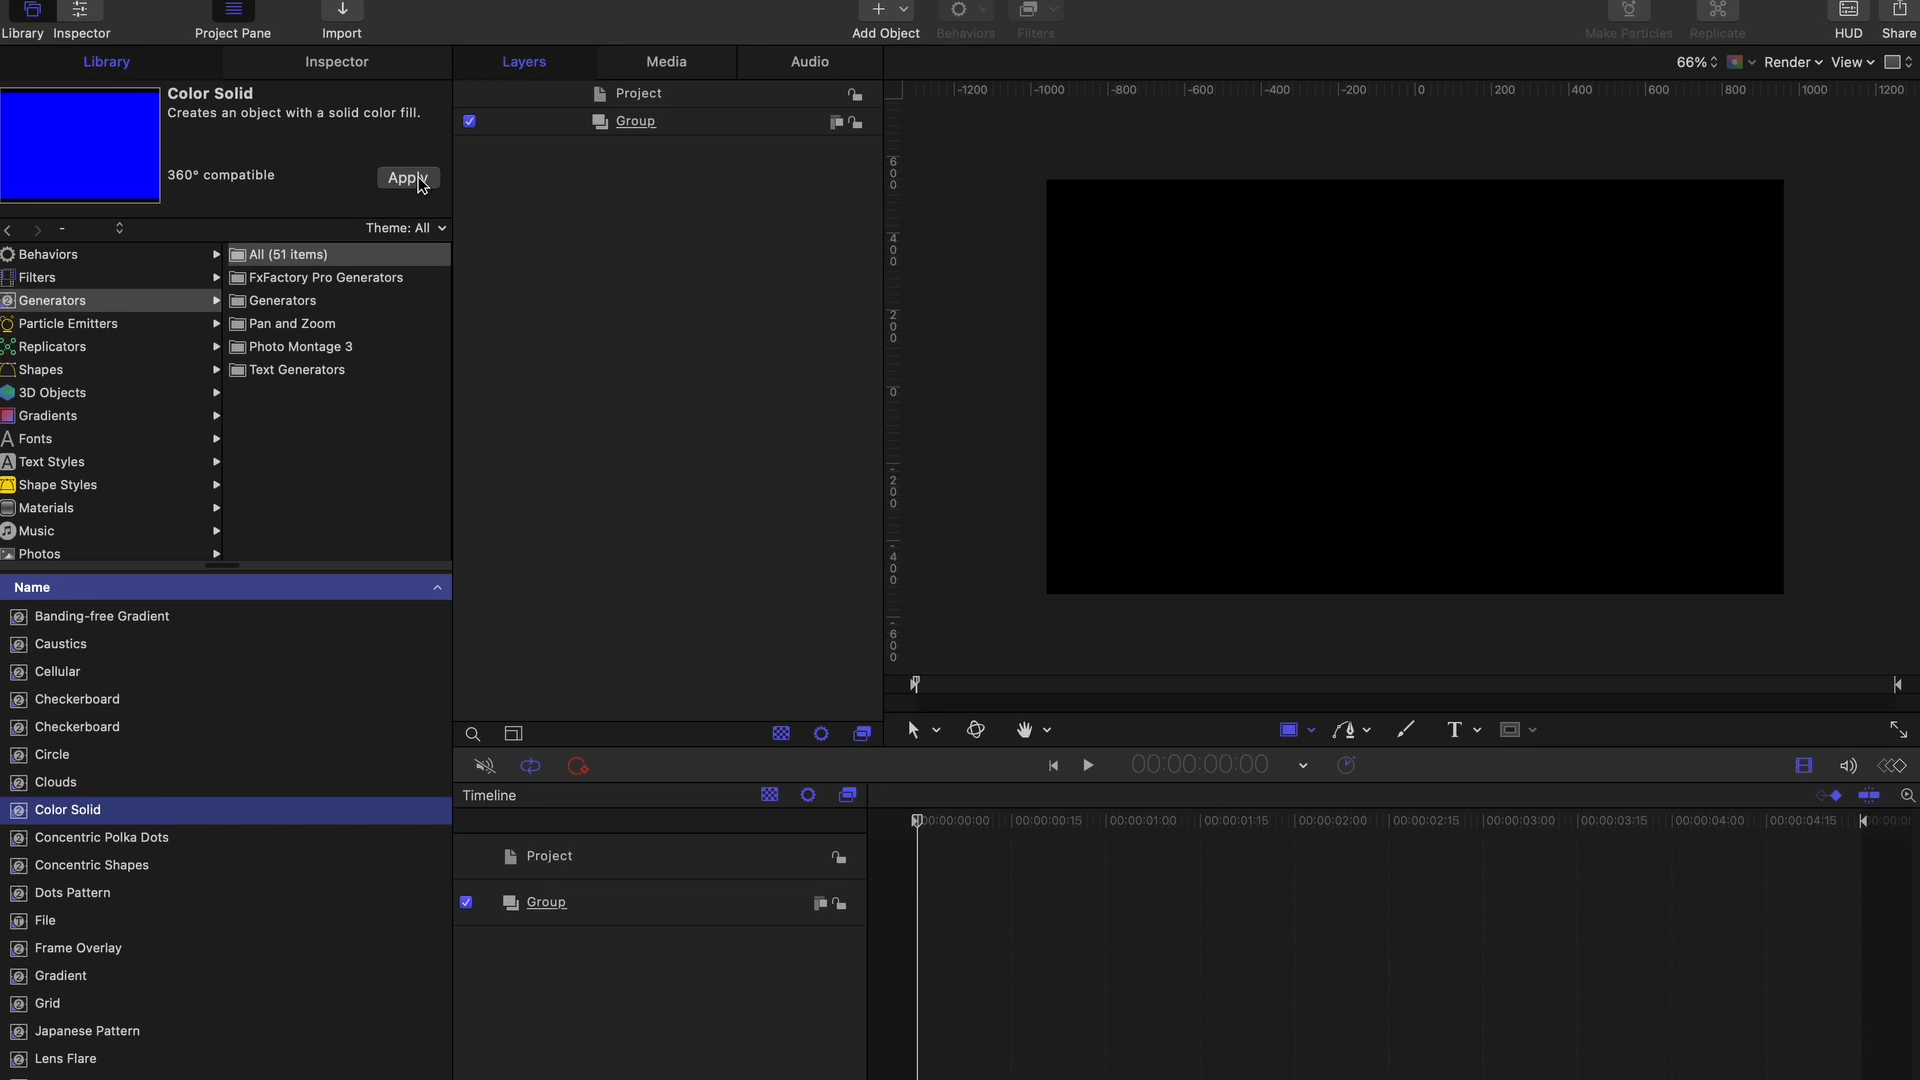 Library Inspector Project Pane Import Add Object Behaviors Filters Make Particles Replicate HUD Share
Library Inspector
Color Solid
Creates an object with a solid color fill.
360° compatible
Apply
- Theme: All
Behaviors
Filters
Generators
Particle Emitters
Replicators
Shapes
3D Objects
Gradients
Fonts
Text Styles
Shape Styles
Materials
Music
Photos
All (51 items)
FxFactory Pro Generators
Generators
Pan and Zoom
Photo Montage 3
Text Generators
Name
Banding-free Gradient
Caustics
Cellular
Checkerboard
Checkerboard
Circle
Clouds
Color Solid
Concentric Polka Dots
Concentric Shapes
Dots Pattern
File
Frame Overlay
Gradient
Grid
Japanese Pattern
Lens Flare
Layers Media Audio
Project
Group
66% Render View
-1200 -1000 -800 -600 -400 -200 0 200 400 600 800 1000 1200
600
400
200
0
-200
-400
-600
T
00:00:00:00
Timeline
Project
Group
00:00:00:00 00:00:00:15 00:00:01:00 00:00:01:15 00:00:02:00 00:00:02:15 00:00:03:00 00:00:03:15 00:00:04:00 00:00:04:15